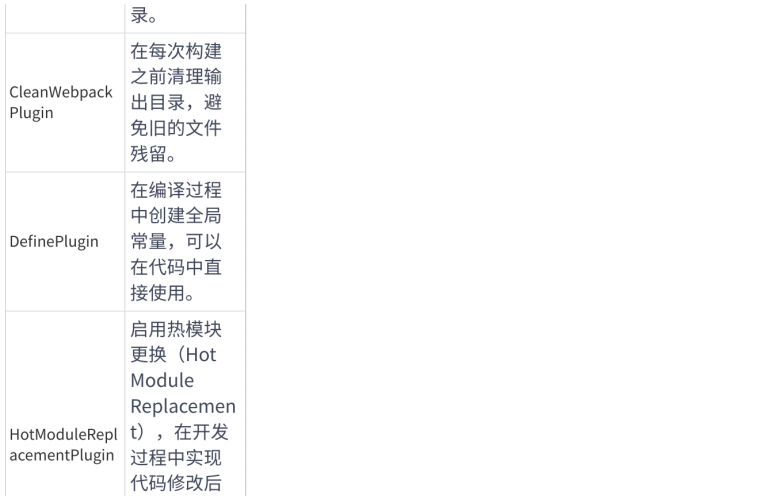 录。
CleanWebpack
Plugin
在每次构建
之前清理输
出目录，避
免旧的文件
残留。
DefinePlugin
在编译过程
中创建全局
常量，可以
在代码中直
接使用。
HotModuleRepl
acementPlugin
启用热模块
更换（Hot
Module
Replacemen
t），在开发
过程中实现
代码修改后